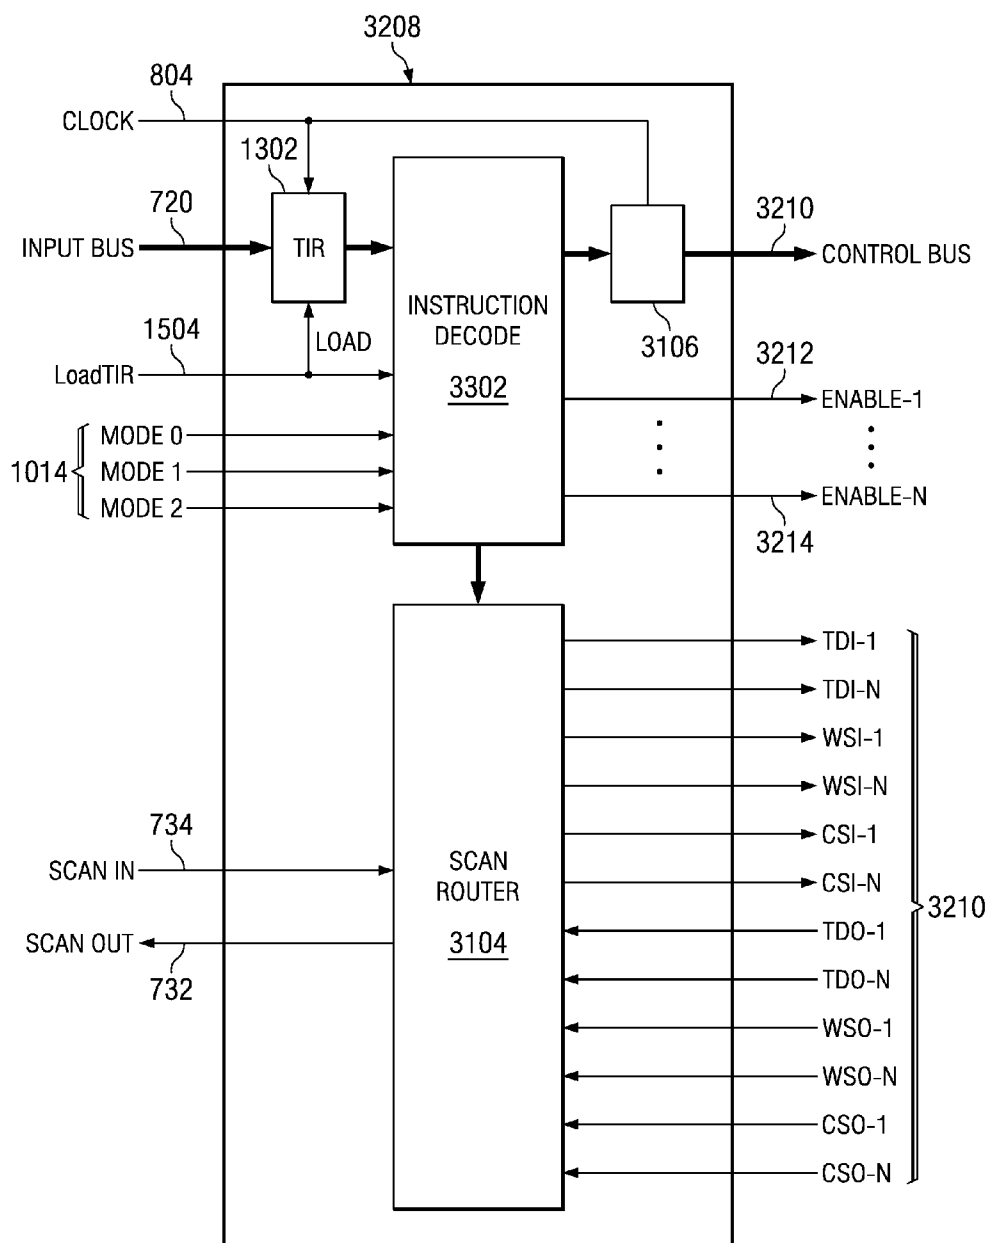 3208
804
CLOCK
1302
720
3210
INPUT BUS
TIR
CONTROL BUS
INSTRUCTION
DECODE
3302
1504
LOAD
3106
3212
LoadTIR
ENABLE-1
MODE 0
1014
MODE 1
MODE 2
ENABLE-N
3214
TDI-1
TDI-N
WSI-1
WSI-N
734
CSI-1
SCAN IN
SCAN
ROUTER
3104
CSI-N
3210
TDO-1
SCAN OUT
732
TDO-N
WSO-1
WSO-N
CSO-1
CSO-N